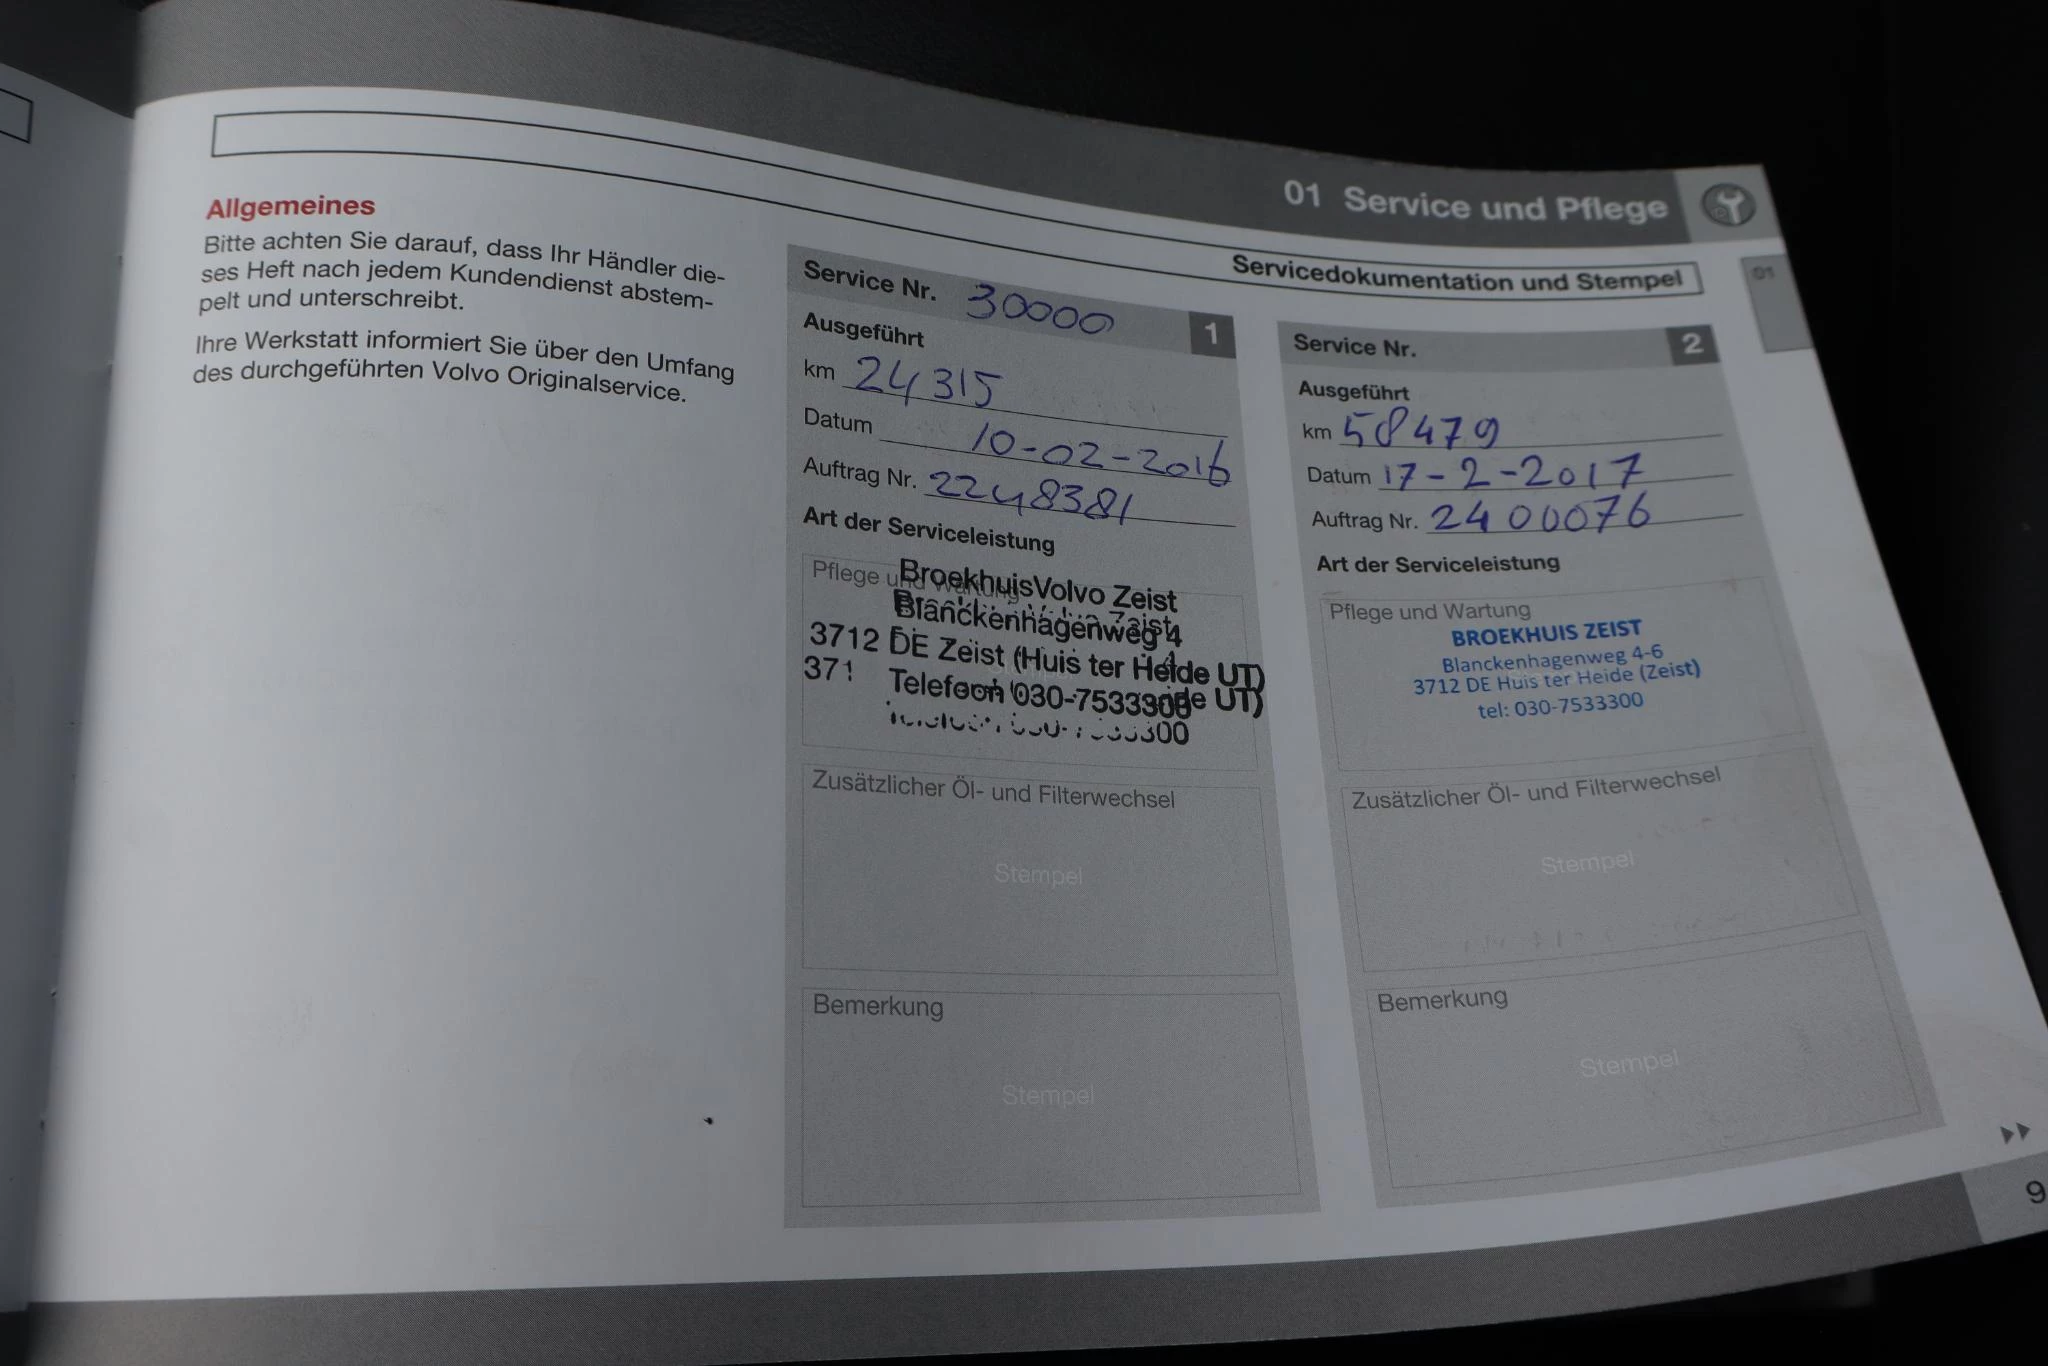 01 Service und Pflege
Servicedokumentation und Stempel
01
Allgemeines
Bitte achten Sie darauf, dass Ihr Händler die-
ses Heft nach jedem Kundendienst abstem-
pelt und unterschreibt.
Ihre Werkstatt informiert Sie über den Umfang
des durchgeführten Volvo Originalservice.
Service Nr. 30000
1
Ausgeführt
km 24315
Datum 10-02-2016
Auftrag Nr. 2248381
Art der Serviceleistung
Pflege und Wartung
BroekhuisVolvo Zeist
Blanckenhagenweg 4
3712 DE Zeist (Huis ter Heide UT)
Telefoon 030-7533300
Zusätzlicher Öl- und Filterwechsel
Stempel
Bemerkung
Stempel
Service Nr.
2
Ausgeführt
km 58479
Datum 17-2-2017
Auftrag Nr. 2400076
Art der Serviceleistung
Pflege und Wartung
BROEKHUIS ZEIST
Blanckenhagenweg 4-6
3712 DE Huis ter Heide (Zeist)
tel: 030-7533300
Zusätzlicher Öl- und Filterwechsel
Stempel
Bemerkung
Stempel
9